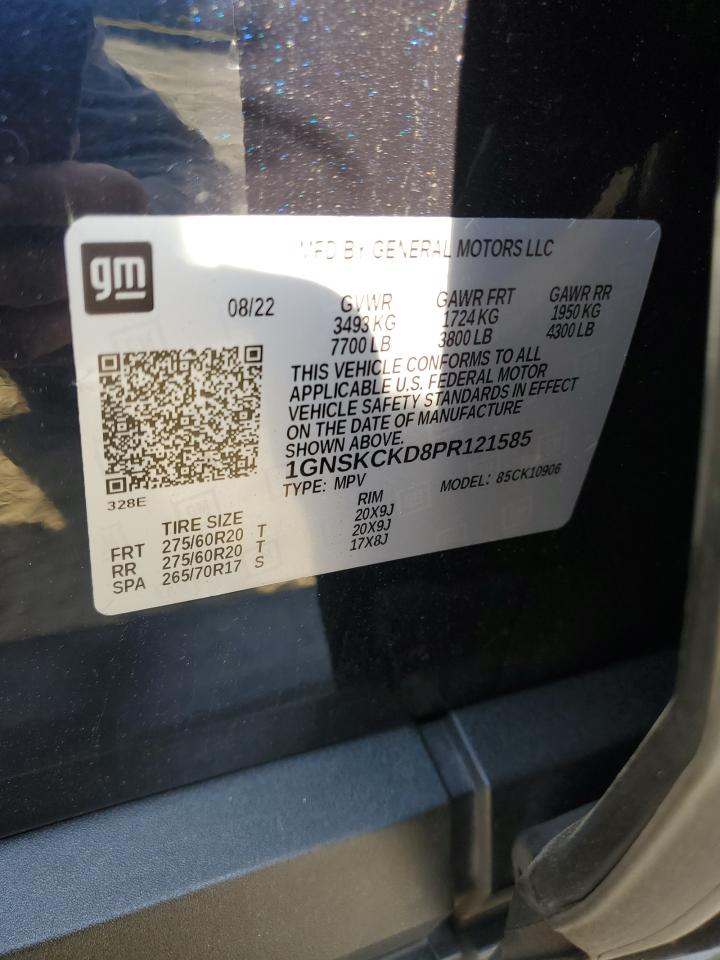 gm
MFD BY GENERAL MOTORS LLC
08/22
GVWR GAWR FRT GAWR RR
3493 KG 1724 KG 1950 KG
7700 LB 3800 LB 4300 LB
THIS VEHICLE CONFORMS TO ALL
APPLICABLE U.S. FEDERAL MOTOR
VEHICLE SAFETY STANDARDS IN EFFECT
ON THE DATE OF MANUFACTURE
SHOWN ABOVE.
1GNSKCKD8PR121585
TYPE: MPV MODEL: 85CK10906
328E
TIRE SIZE RIM
FRT 275/60R20 T 20X9J
RR 275/60R20 T 20X9J
SPA 265/70R17 S 17X8J